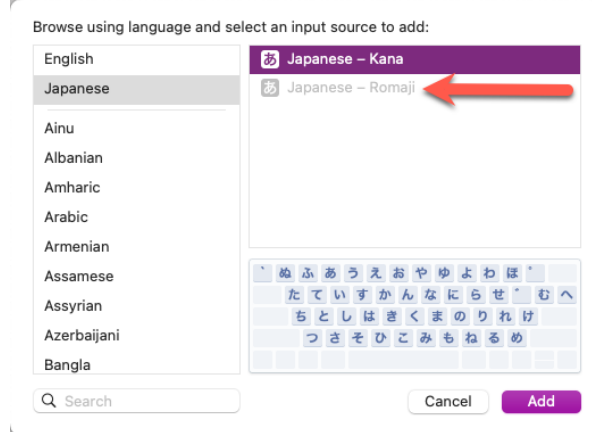 Browse using language and select an input source to add:
English
Japanese
Ainu
Albanian
Amharic
Arabic
Armenian
Assamese
Assyrian
Azerbaijani
Bangla
Search
あ Japanese – Kana
あ Japanese – Romaji
゛ ぬ ふ あ う え お や ゆ よ わ ほ ゜
た て い す か ん な に ら せ ゛ む へ
ち と し は き く ま の り れ け
つ さ そ ひ こ み も ね る め
Cancel
Add